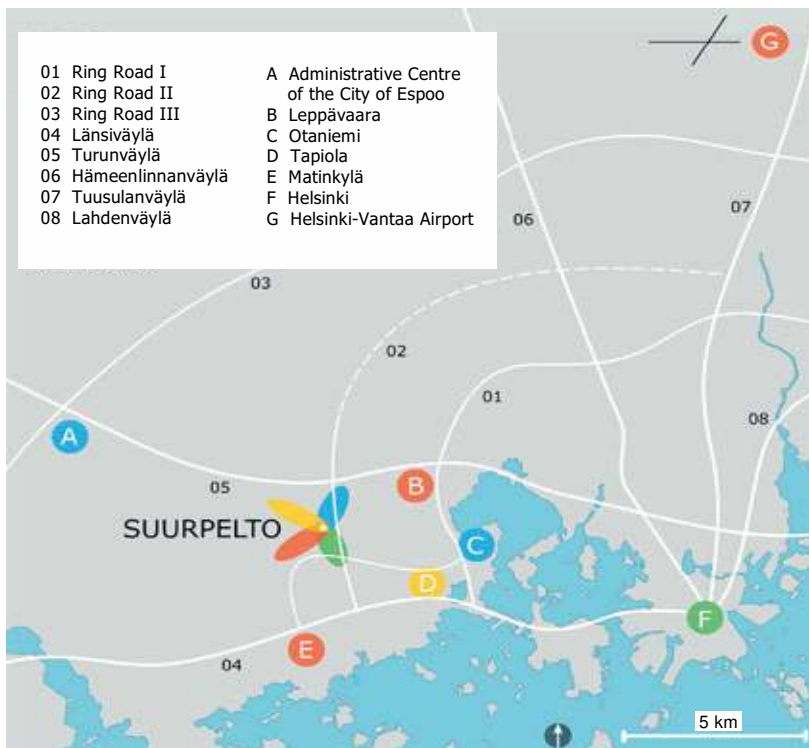 01 Ring Road I
02 Ring Road II
03 Ring Road III
04 Länsiväylä
05 Turunväylä
06 Hämeenlinnanväylä
07 Tuusulanväylä
08 Lahdenväylä
A Administrative Centre
of the City of Espoo
B Leppävaara
C Otaniemi
D Tapiola
E Matinkylä
F Helsinki
G Helsinki-Vantaa Airport
G
07
06
03
02
01
08
A
05
B
SUURPELTO
C
D
F
E
04
5 km